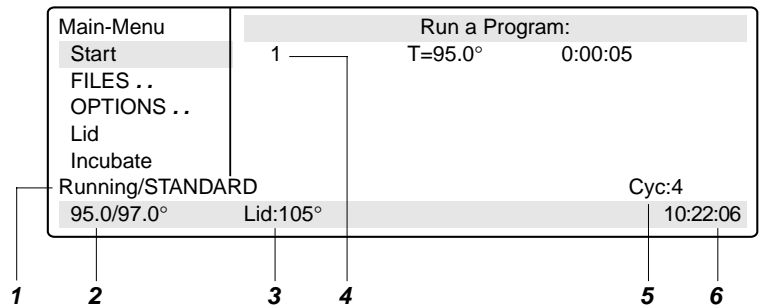 Main-Menu Run a Program:
Start 1 T=95.0° 0:00:05
FILES . .
OPTIONS . .
Lid
Incubate
Running/STANDARD Cyc:4
95.0/97.0° Lid:105° 10:22:06
1 2 3 4 5 6